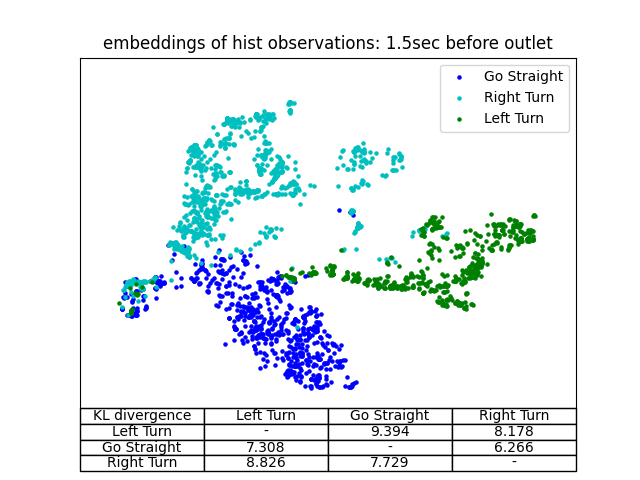 embeddings of hist observations: 1.5sec before outlet
Go Straight
Right Turn
Left Turn
KL divergence Left Turn Go Straight Right Turn
Left Turn - 9.394 8.178
Go Straight 7.308 - 6.266
Right Turn 8.826 7.729 -